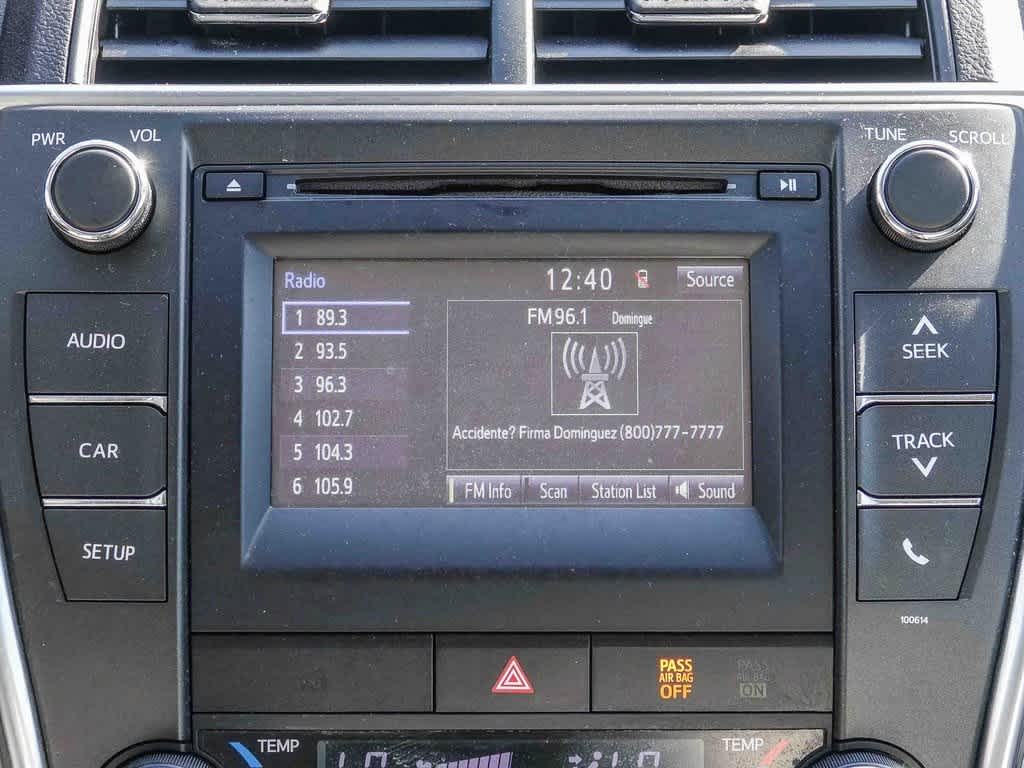 PWR VOL
TUNE SCROLL
AUDIO
CAR
SETUP
Radio 12:40 Source
1 89.3
2 93.5
3 96.3
4 102.7
5 104.3
6 105.9
FM 96.1 Domingue
Accidente? Firma Dominguez (800)777-7777
FM Info Scan Station List Sound
SEEK
TRACK
100614
PASS
AIR BAG
OFF
PASS
AIR BAG
ON
TEMP
TEMP